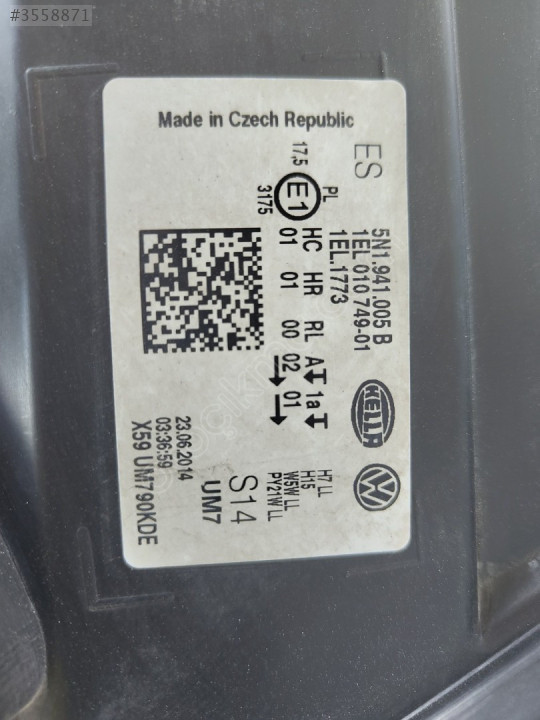 #3558871
Made in Czech Republic
ES
5N1.941.005 B
1EL 010 749-01
1EL.1773
17,5
E1
3175
PL HC HR RL A 1a
01 01 00 02 01
HELLA
VW
H7 LL
H15
W5W LL
PY21W LL
S14
UM7
23.06.2014
03:36:59
X59 UM790KDE